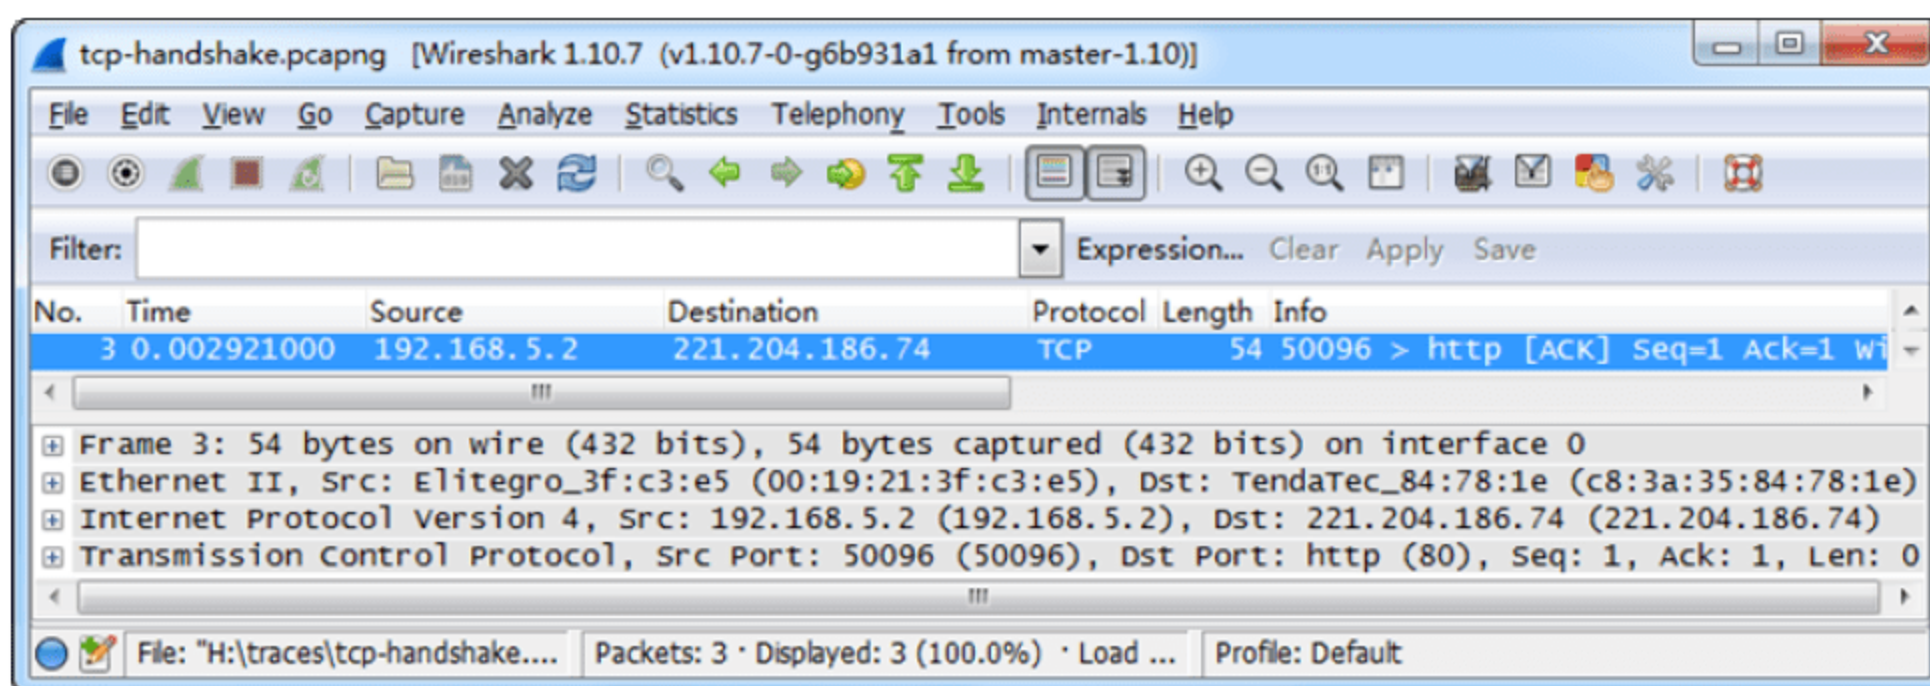 tcp-handshake.pcapng [Wireshark 1.10.7 (v1.10.7-0-g6b931a1 from master-1.10)]
File Edit View Go Capture Analyze Statistics Telephony Tools Internals Help
Filter: Expression... Clear Apply Save
No. Time Source Destination Protocol Length Info
3 0.002921000 192.168.5.2 221.204.186.74 TCP 54 50096 > http [ACK] Seq=1 Ack=1 Wi
Frame 3: 54 bytes on wire (432 bits), 54 bytes captured (432 bits) on interface 0
Ethernet II, Src: Elitegro_3f:c3:e5 (00:19:21:3f:c3:e5), Dst: TendaTec_84:78:1e (c8:3a:35:84:78:1e)
Internet Protocol Version 4, Src: 192.168.5.2 (192.168.5.2), Dst: 221.204.186.74 (221.204.186.74)
Transmission Control Protocol, Src Port: 50096 (50096), Dst Port: http (80), Seq: 1, Ack: 1, Len: 0
File: "H:\traces\tcp-handshake.... Packets: 3 · Displayed: 3 (100.0%) · Load ... Profile: Default